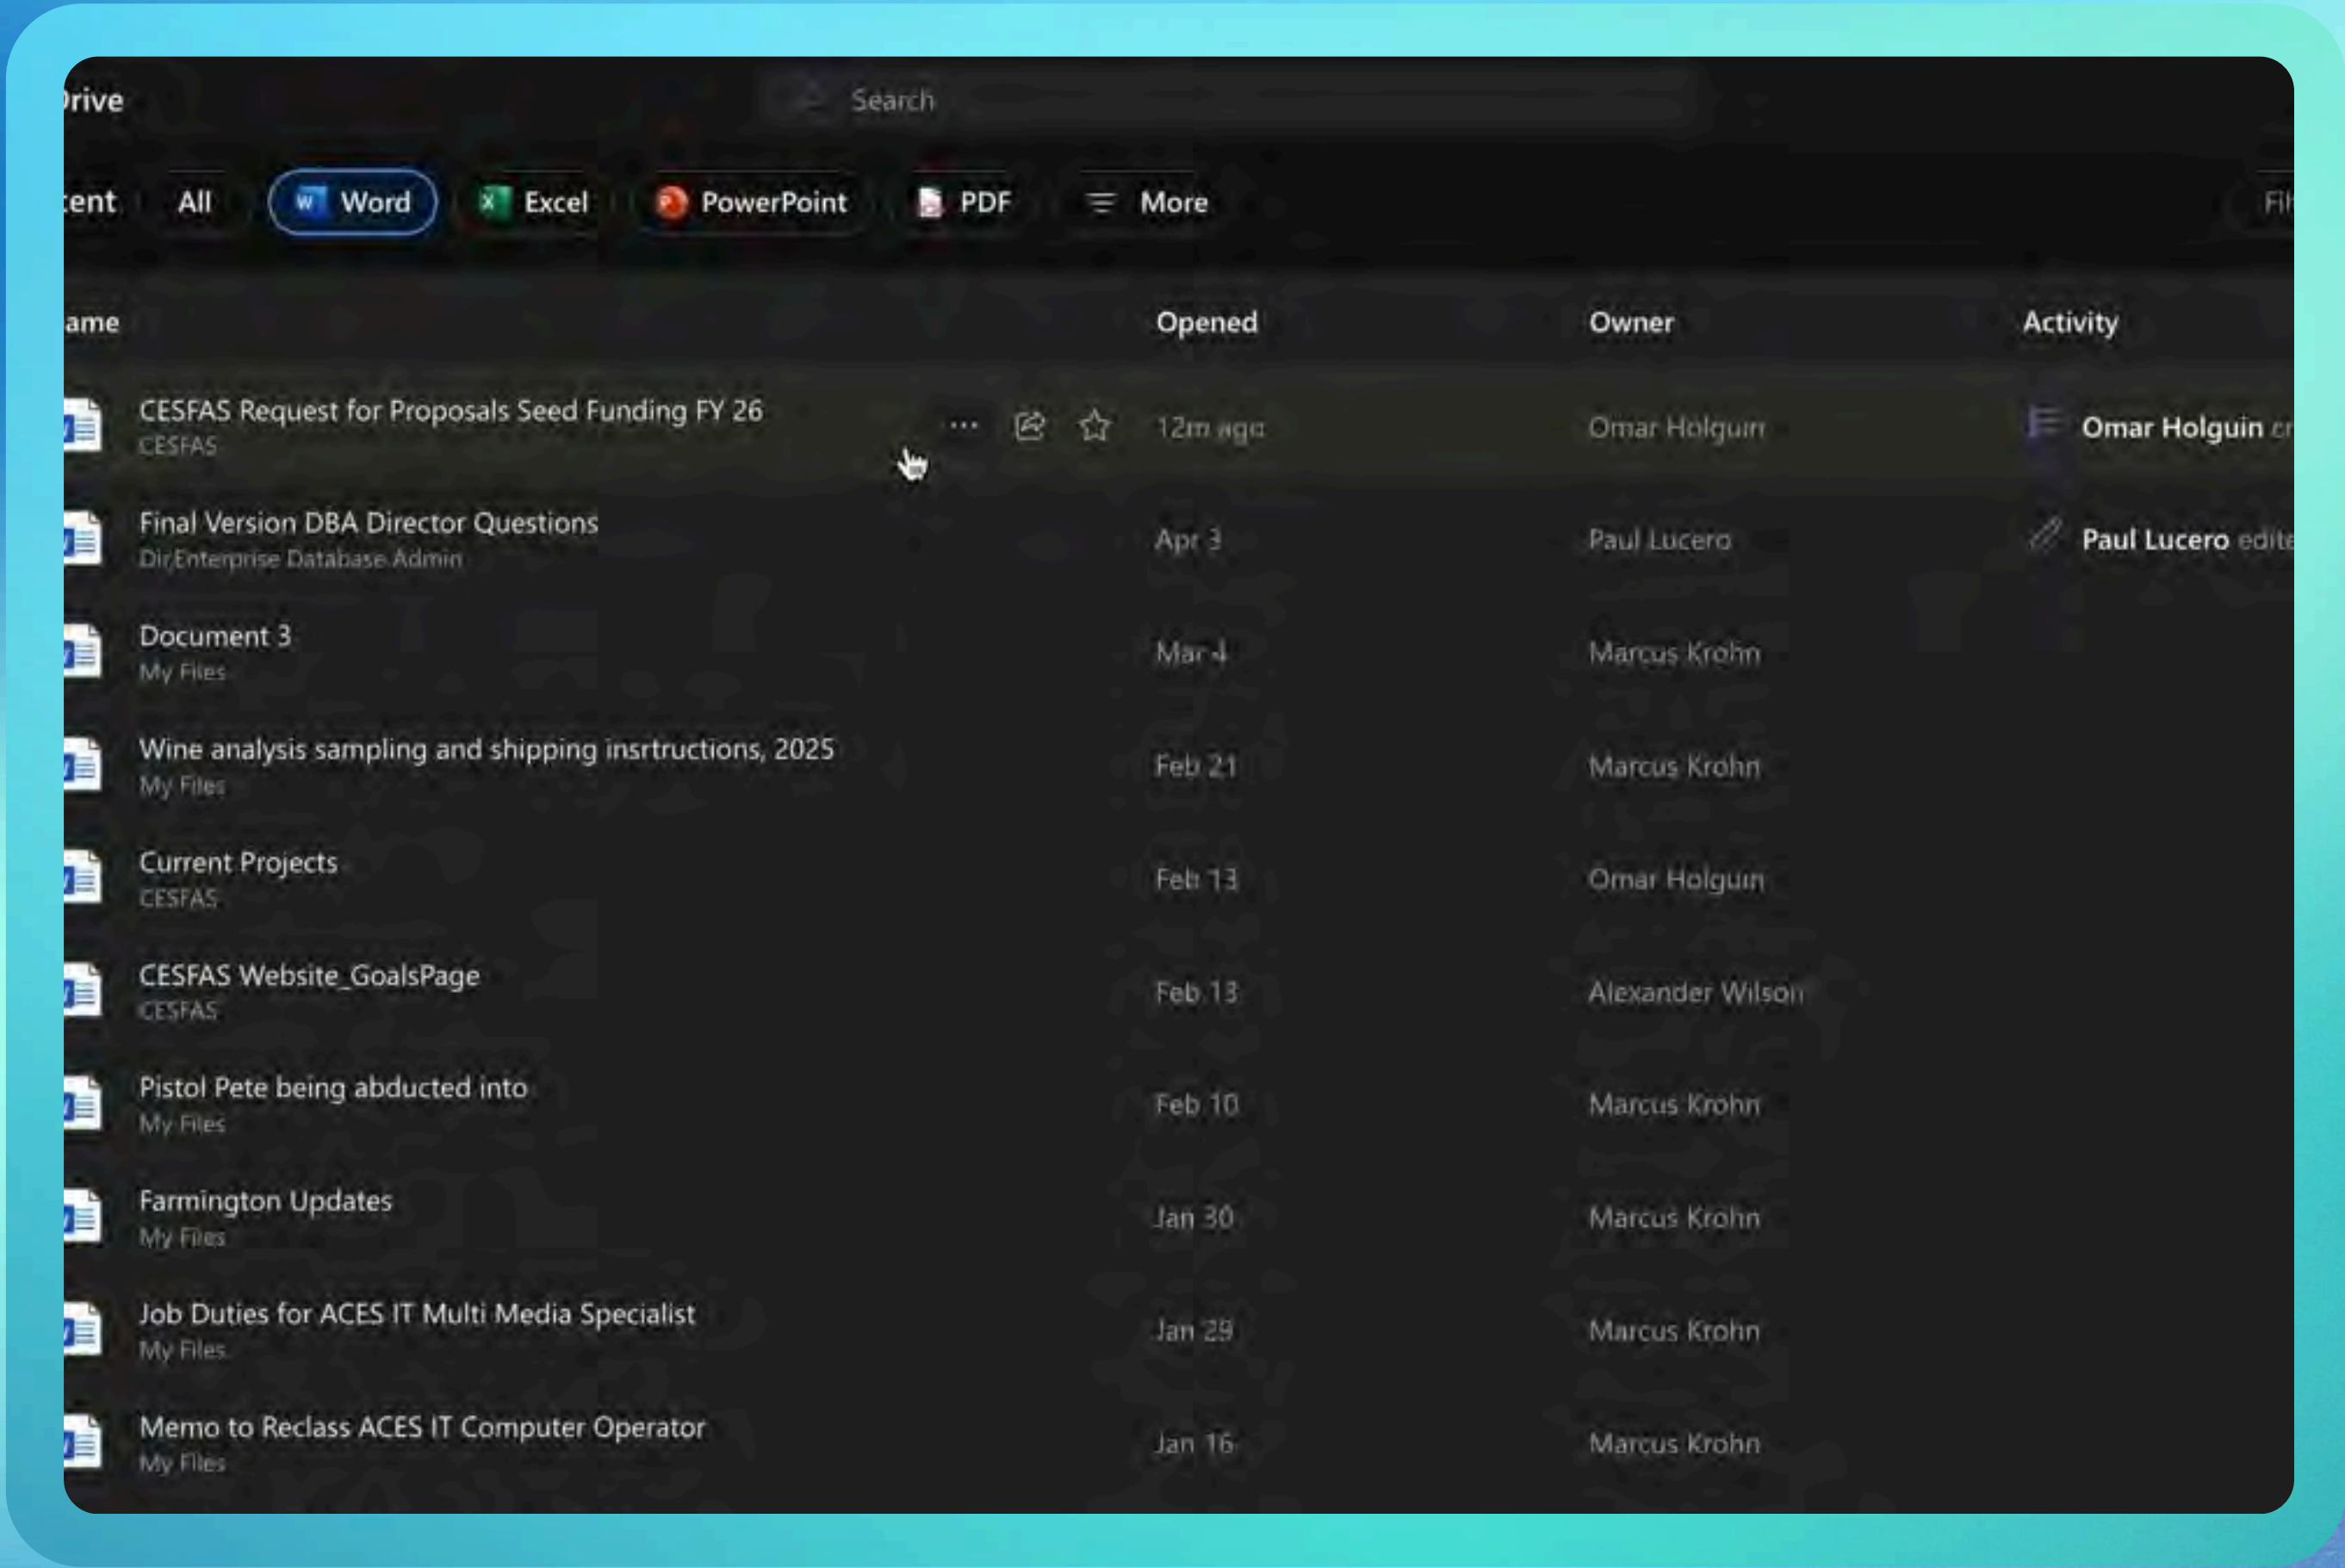 Drive
Search
cent All Word Excel PowerPoint PDF More Filt
ame Opened Owner Activity
CESFAS Request for Proposals Seed Funding FY 26
CESFAS
12m ago Omar Holguin Omar Holguin cr
Final Version DBA Director Questions
Dir,Enterprise Database Admin
Apr 3 Paul Lucero Paul Lucero edite
Document 3
My Files
Mar 4 Marcus Krohn
Wine analysis sampling and shipping insrtructions, 2025
My Files
Feb 21 Marcus Krohn
Current Projects
CESFAS
Feb 13 Omar Holguin
CESFAS Website_GoalsPage
CESFAS
Feb 13 Alexander Wilson
Pistol Pete being abducted into
My Files
Feb 10 Marcus Krohn
Farmington Updates
My Files
Jan 30 Marcus Krohn
Job Duties for ACES IT Multi Media Specialist
My Files
Jan 29 Marcus Krohn
Memo to Reclass ACES IT Computer Operator
My Files
Jan 16 Marcus Krohn